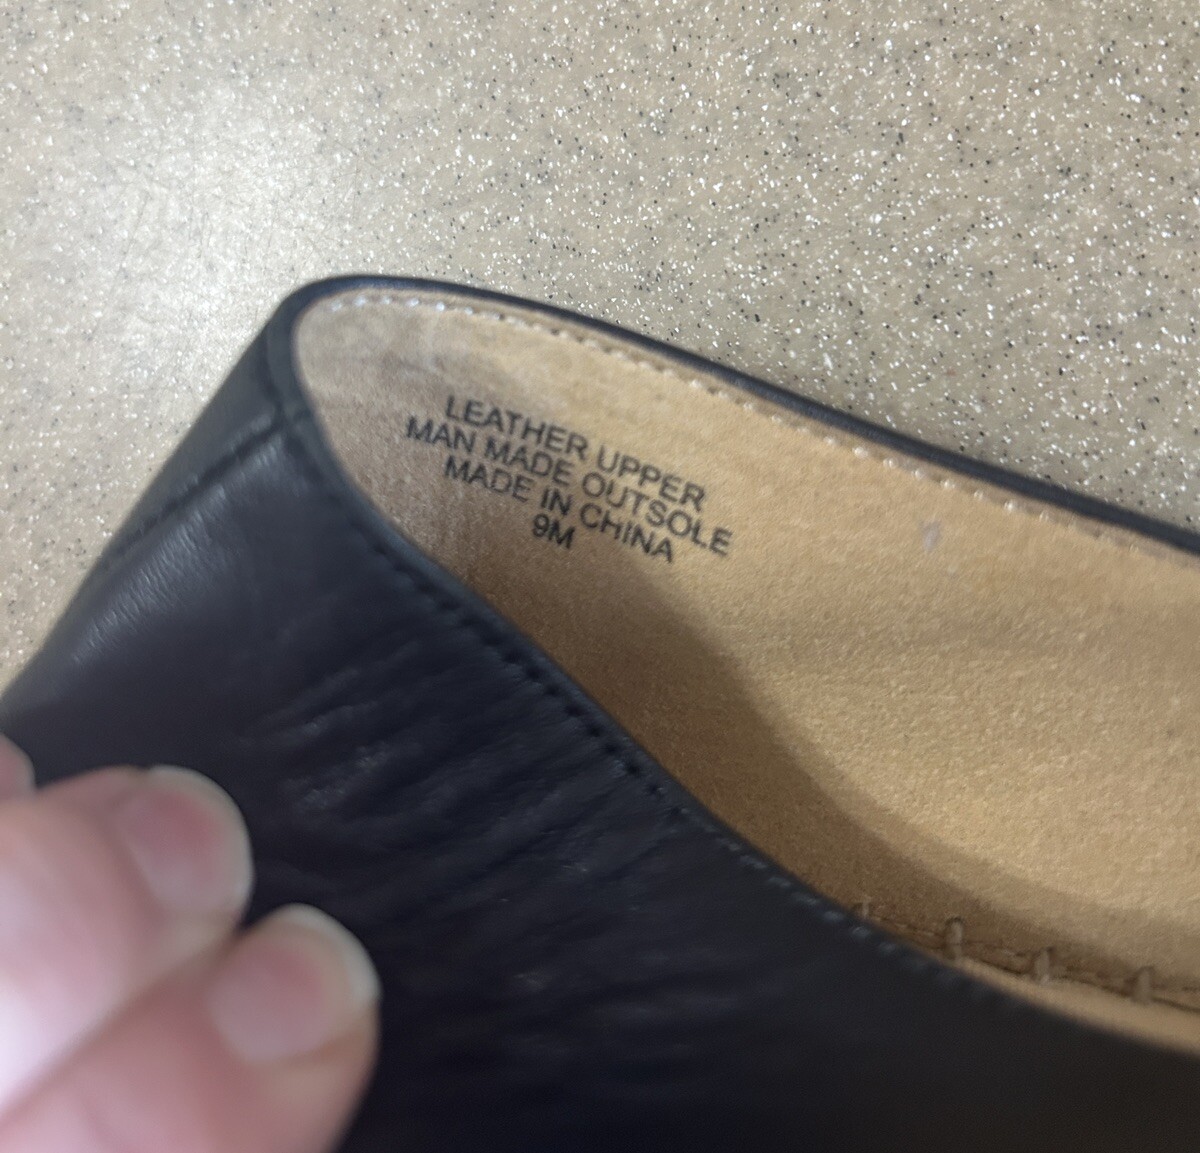 LEATHER UPPER
MAN MADE OUTSOLE
MADE IN CHINA
9M